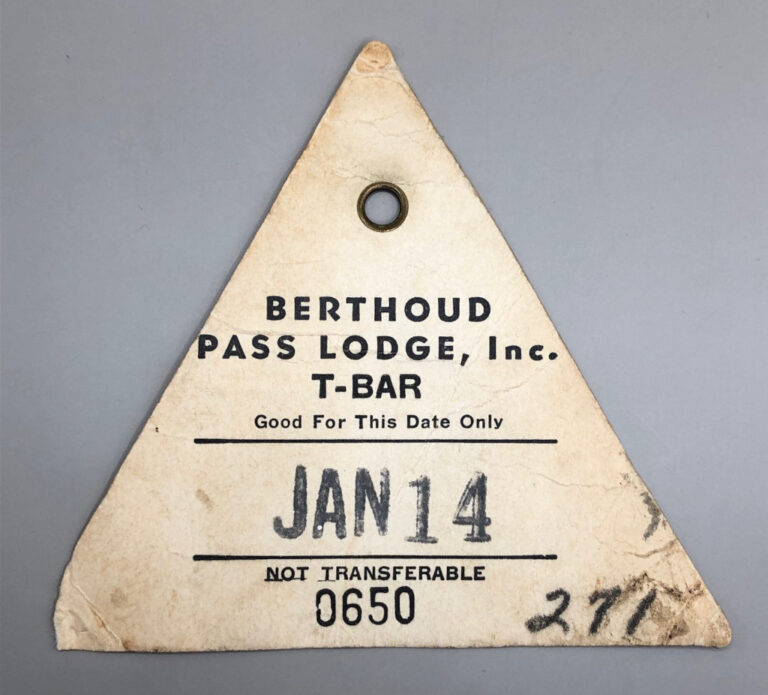 BERTHOUD
PASS LODGE, Inc.
T-BAR
Good For This Date Only
JAN 14
NOT TRANSFERABLE
0650
271